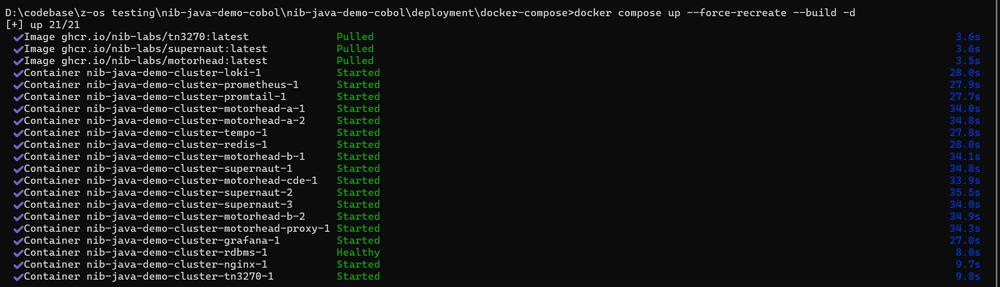 D:\codebase\z-os testing\nib-java-demo-cobol\nib-java-demo-cobol\deployment\docker-compose>docker compose up --force-recreate --build -d
[+] up 21/21
✔Image ghcr.io/nib-labs/tn3270:latest Pulled 3.6s
✔Image ghcr.io/nib-labs/supernaut:latest Pulled 3.6s
✔Image ghcr.io/nib-labs/motorhead:latest Pulled 3.5s
✔Container nib-java-demo-cluster-loki-1 Started 28.0s
✔Container nib-java-demo-cluster-prometheus-1 Started 27.9s
✔Container nib-java-demo-cluster-promtail-1 Started 27.7s
✔Container nib-java-demo-cluster-motorhead-a-1 Started 34.0s
✔Container nib-java-demo-cluster-motorhead-a-2 Started 34.8s
✔Container nib-java-demo-cluster-tempo-1 Started 27.8s
✔Container nib-java-demo-cluster-redis-1 Started 28.0s
✔Container nib-java-demo-cluster-motorhead-b-1 Started 34.1s
✔Container nib-java-demo-cluster-supernaut-1 Started 34.8s
✔Container nib-java-demo-cluster-motorhead-cde-1 Started 33.9s
✔Container nib-java-demo-cluster-supernaut-2 Started 35.5s
✔Container nib-java-demo-cluster-supernaut-3 Started 34.0s
✔Container nib-java-demo-cluster-motorhead-b-2 Started 34.9s
✔Container nib-java-demo-cluster-motorhead-proxy-1 Started 34.3s
✔Container nib-java-demo-cluster-grafana-1 Started 27.0s
✔Container nib-java-demo-cluster-rdbms-1 Healthy 8.0s
✔Container nib-java-demo-cluster-nginx-1 Started 9.7s
✔Container nib-java-demo-cluster-tn3270-1 Started 9.8s